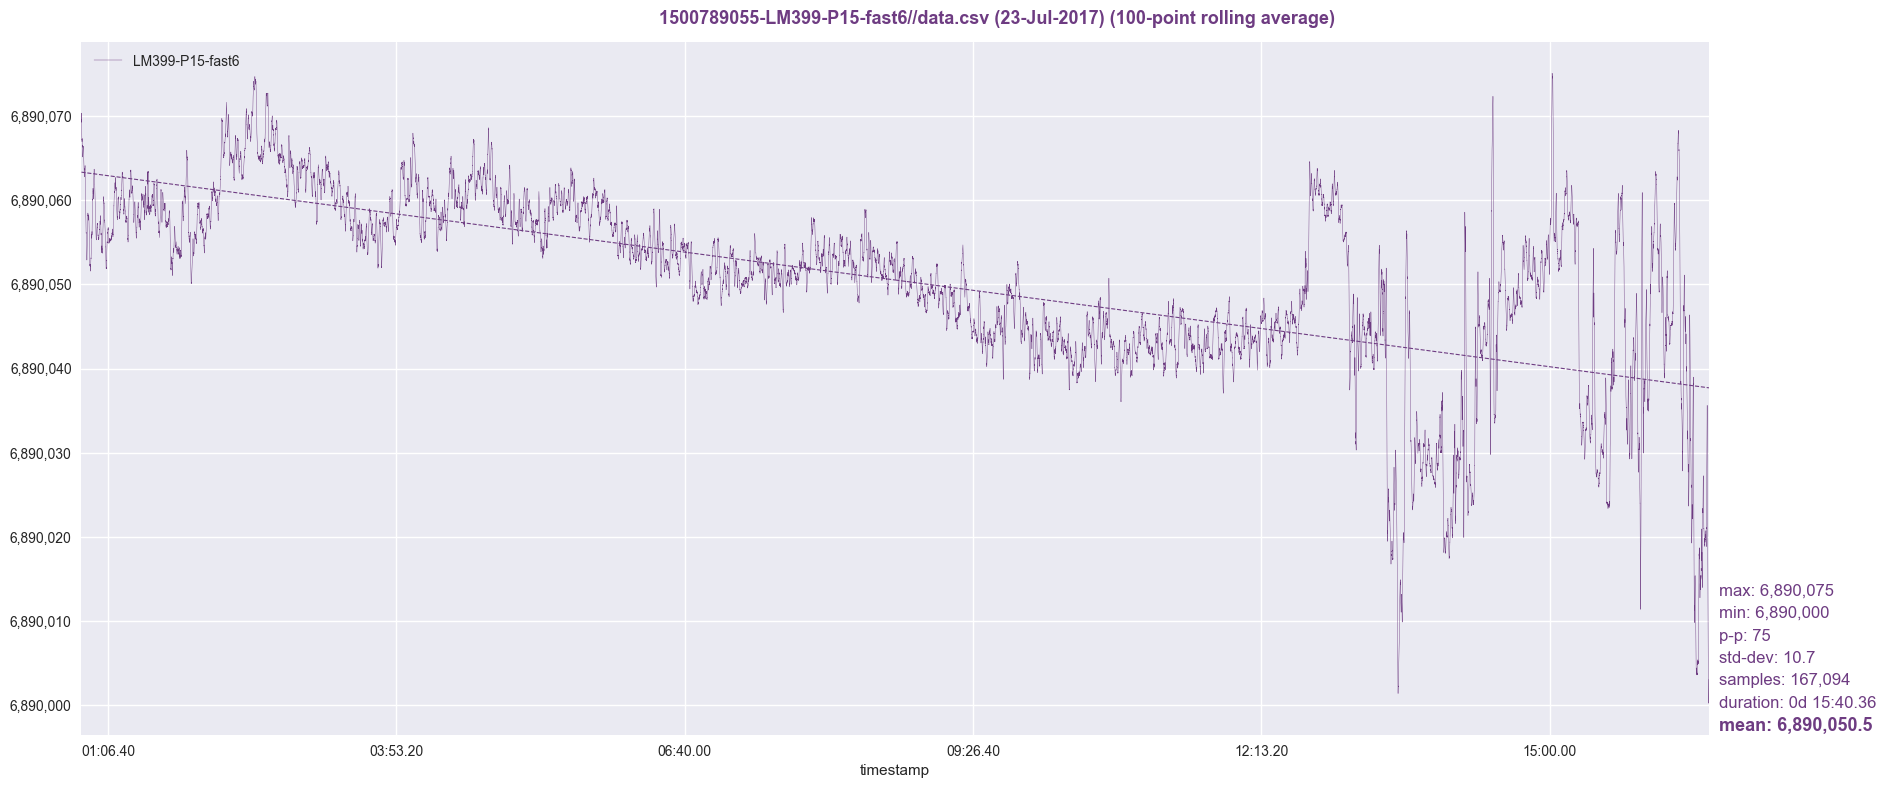 1500789055-LM399-P15-fast6//data.csv (23-Jul-2017) (100-point rolling average)
LM399-P15-fast6
6,890,070
6,890,060
6,890,050
6,890,040
6,890,030
6,890,020
6,890,010
6,890,000
max: 6,890,075
min: 6,890,000
p-p: 75
std-dev: 10.7
samples: 167,094
duration: 0d 15:40.36
mean: 6,890,050.5
01:06.40 03:53.20 06:40.00 09:26.40 12:13.20 15:00.00
timestamp